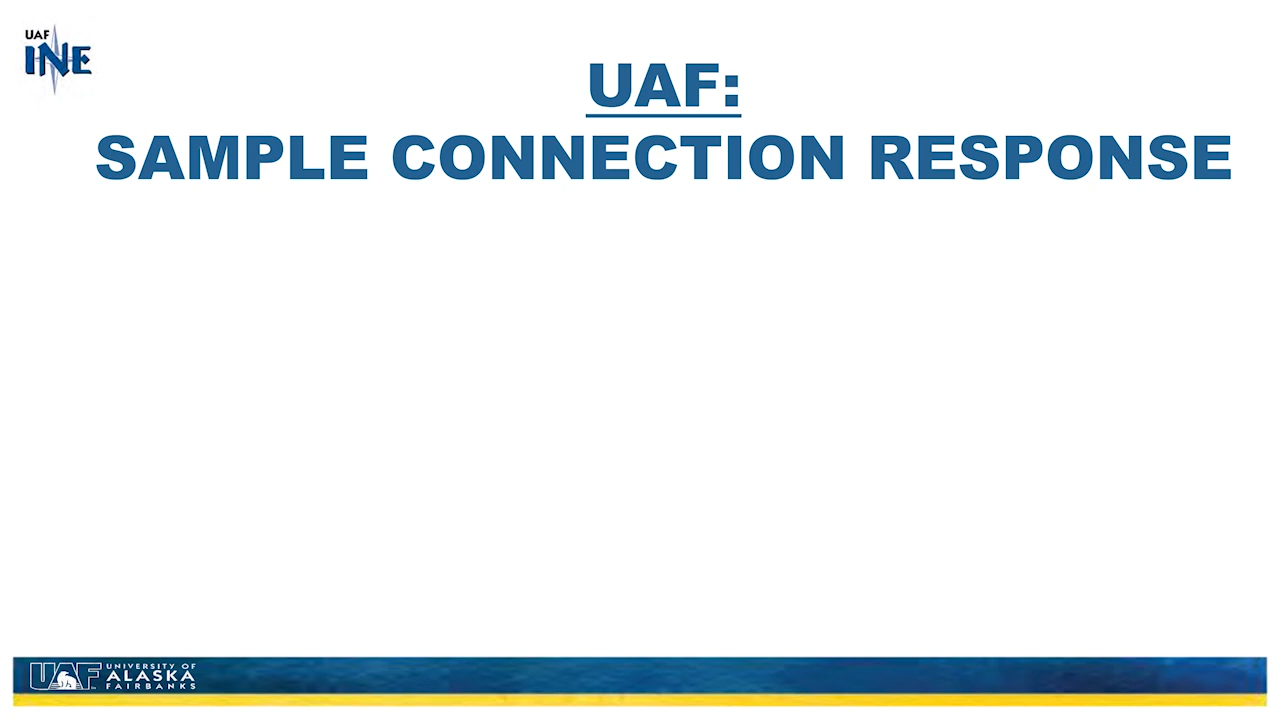 UAF
INE
UAF:
SAMPLE CONNECTION RESPONSE
UAF
UNIVERSITY OF
ALASKA
FAIRBANKS